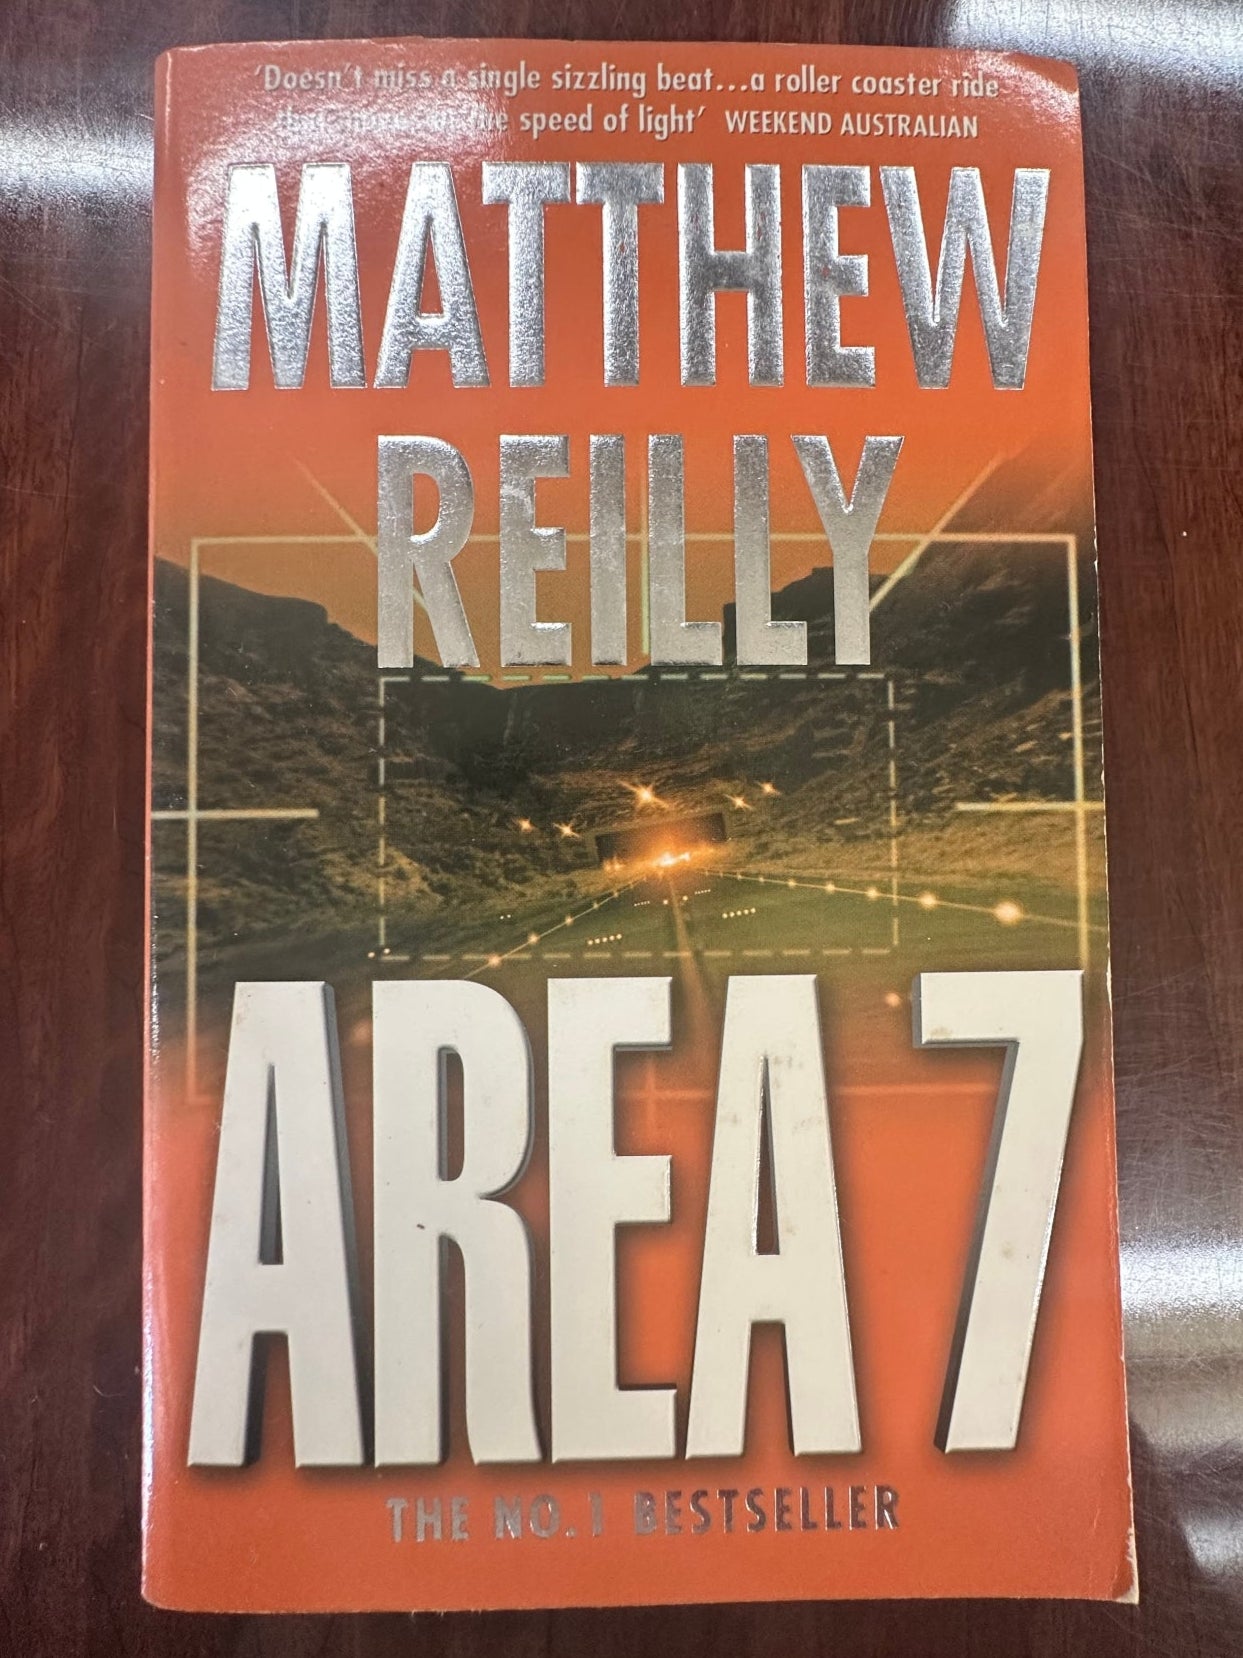 'Doesn't miss a single sizzling beat...a roller coaster ride
the speed of light' WEEKEND AUSTRALIAN
MATTHEW
REILLY
AREA 7
THE NO.1 BESTSELLER